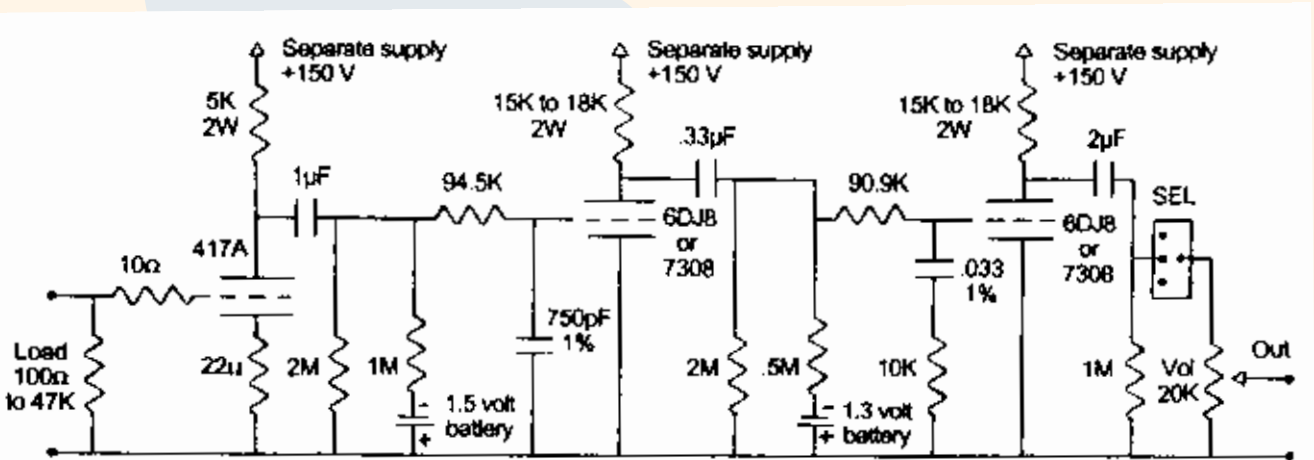 Separate supply
+150 V
Separate supply
+150 V
Separate supply
+150 V
5K
2W
15K to 18K
2W
15K to 18K
2W
1µF
94.5K
.33µF
90.9K
2µF
SEL
417A
6DJ8
or
7308
6DJ8
or
7308
10Ω
.033
1%
750pF
1%
Load
100Ω
to 47K
22µ
2M
1M
2M
.5M
10K
1M
Vol
20K
Out
- 1.5 volt
+ battery
- 1.3 volt
+ battery